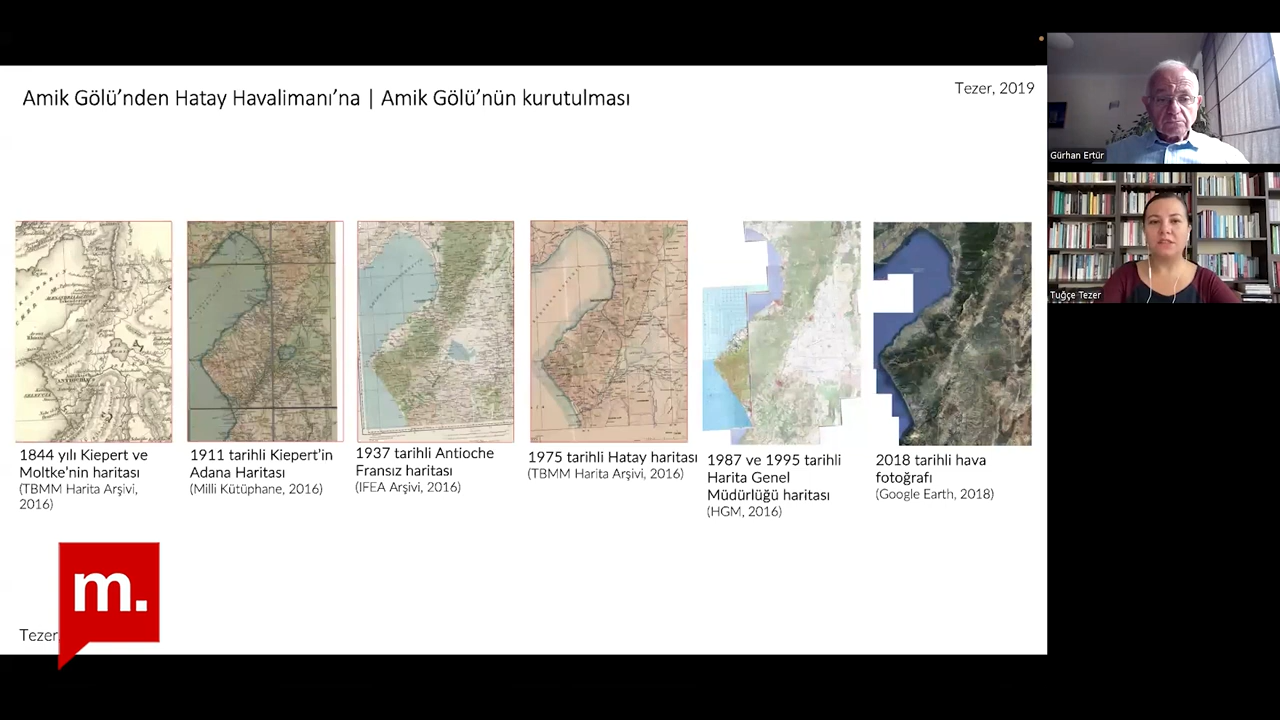 Amik Gölü’nden Hatay Havalimanı’na | Amik Gölü’nün kurutulması
Tezer, 2019
1844 yılı Kiepert ve
Moltke'nin haritası
(TBMM Harita Arşivi,
2016)
1911 tarihli Kiepert’in
Adana Haritası
(Milli Kütüphane, 2016)
1937 tarihli Antioche
Fransız haritası
(IFEA Arşivi, 2016)
1975 tarihli Hatay haritası
(TBMM Harita Arşivi, 2016)
1987 ve 1995 tarihli
Harita Genel
Müdürlüğü haritası
(HGM, 2016)
2018 tarihli hava
fotoğrafı
(Google Earth, 2018)
m.
Tezer
Gürhan Ertür
Tuğçe Tezer